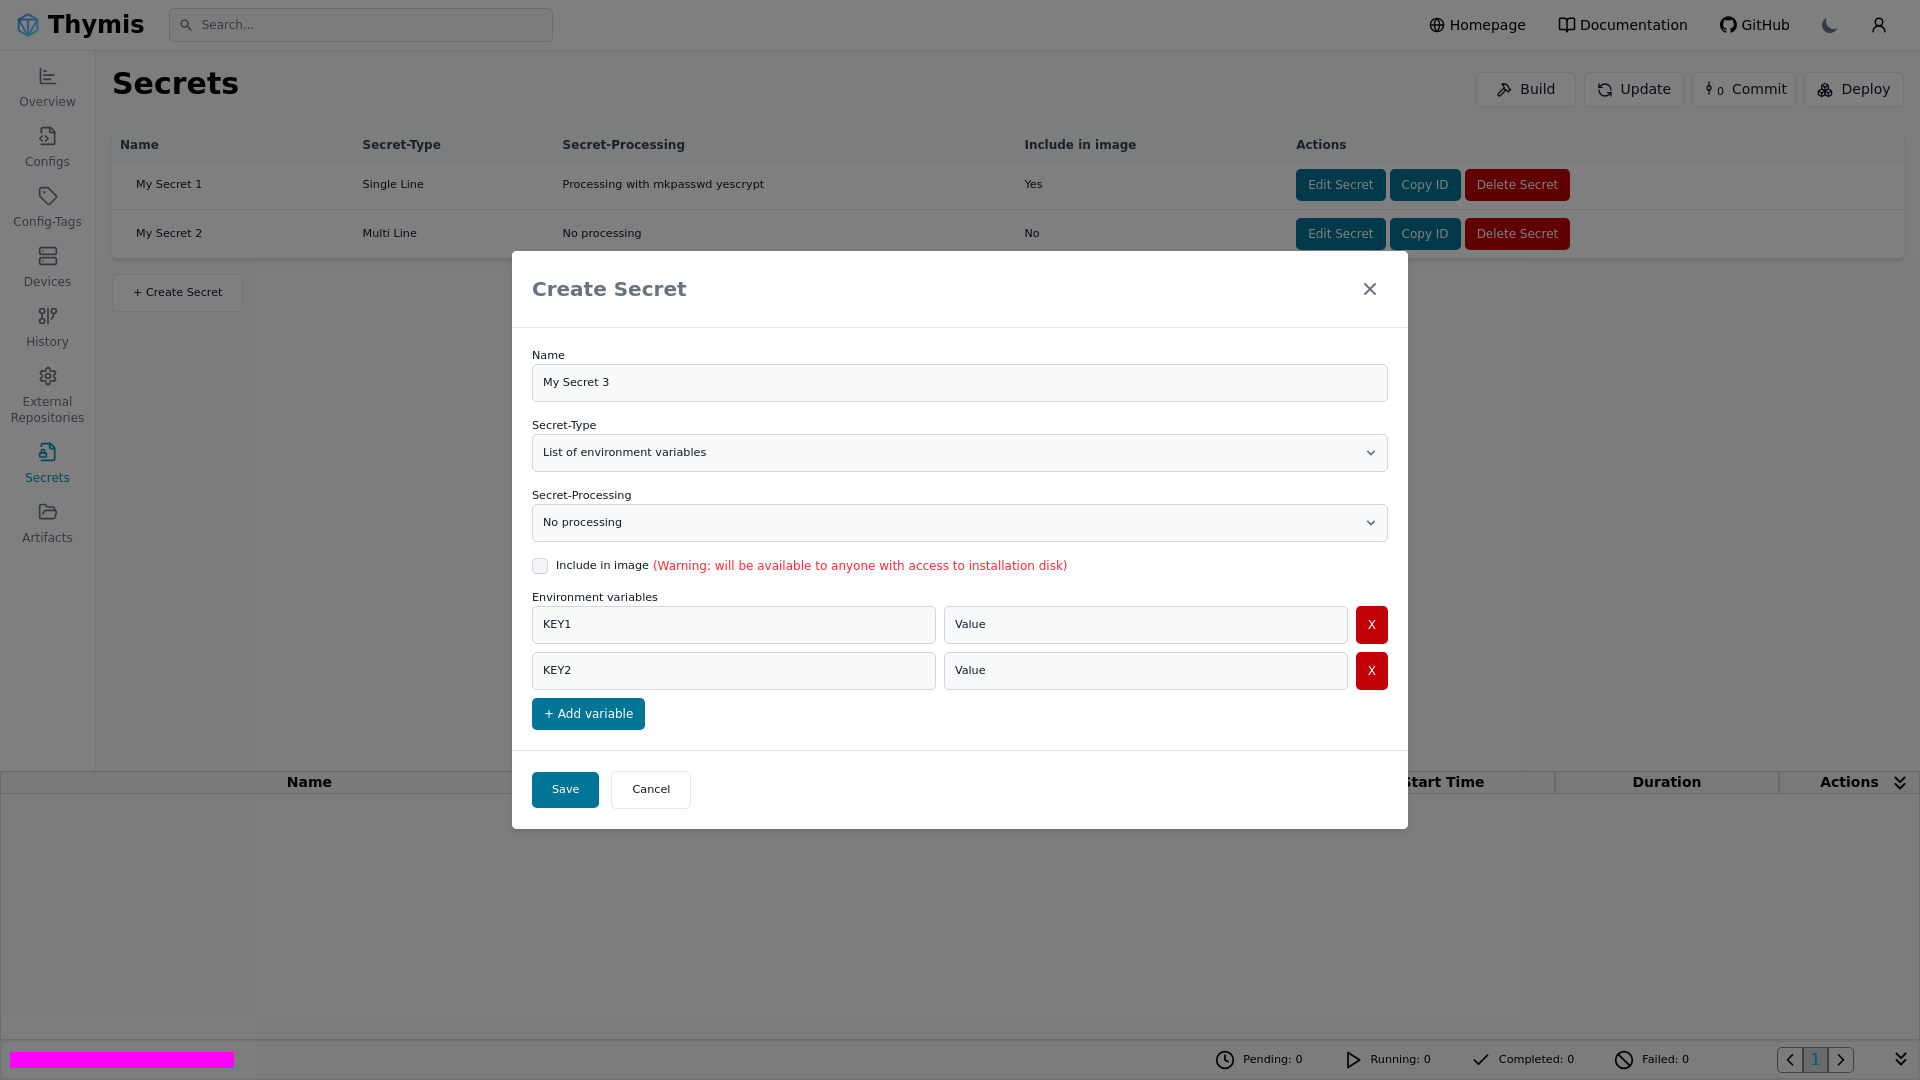 Thymis
Search...
Homepage
Documentation
GitHub
Overview
Configs
Config-Tags
Devices
History
External
Repositories
Secrets
Artifacts
Secrets
Build
Update
0 Commit
Deploy
Name Secret-Type Secret-Processing Include in image Actions
My Secret 1 Single Line Processing with mkpasswd yescrypt Yes Edit Secret Copy ID Delete Secret
My Secret 2 Multi Line No processing No Edit Secret Copy ID Delete Secret
+ Create Secret
Create Secret
Name
My Secret 3
Secret-Type
List of environment variables
Secret-Processing
No processing
Include in image (Warning: will be available to anyone with access to installation disk)
Environment variables
KEY1 Value X
KEY2 Value X
+ Add variable
Save Cancel
Name Start Time Duration Actions
Pending: 0 Running: 0 Completed: 0 Failed: 0 1